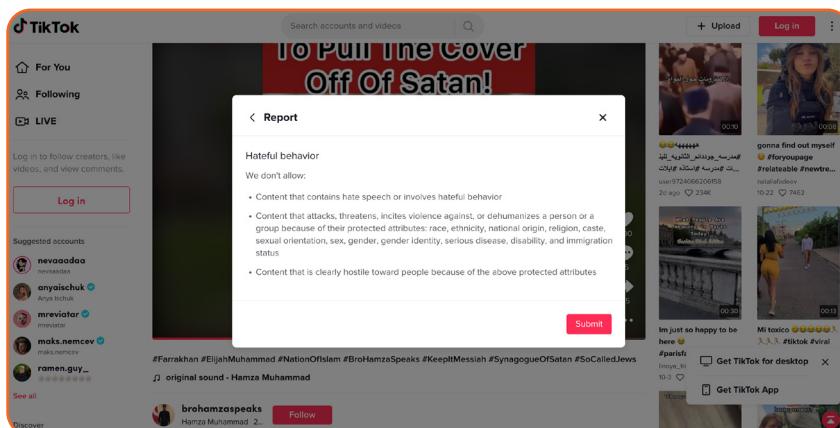 TikTok
Search accounts and videos
+ Upload
Log in
For You
Following
LIVE
Log in to follow creators, like
videos, and view comments.
Log in
Suggested accounts
nevaaadaa
nevaaadaa
anyaischuk
Anya Ischuk
mreviatar
mreviatar
maks.nemcev
maks.nemcev
ramen.guy_
See all
Discover
To Pull The Cover
Off Of Satan!
Report
Hateful behavior
We don't allow:
• Content that contains hate speech or involves hateful behavior
• Content that attacks, threatens, incites violence against, or dehumanizes a person or a
group because of their protected attributes: race, ethnicity, national origin, religion, caste,
sexual orientation, sex, gender, gender identity, serious disease, disability, and immigration
status
• Content that is clearly hostile toward people because of the above protected attributes
Submit
#Farrakhan #ElijahMuhammad #NationOfIslam #BroHamzaSpeaks #KeepItMessiah #SynagogueOfSatan #SoCalledJews
original sound - Hamza Muhammad
brohamzaspeaks
Hamza Muhammad 2...
Follow
00:10
user9724066206158
2d ago 234K
00:08
gonna find out myself
#foryoupage
#relateable #newtre...
nataliafadeev
10-22 7462
00:30
Im just so happy to be
here
#parisfa
10-3
00:13
Mi toxico
#tiktok #viral
Get TikTok for desktop
Get TikTok App